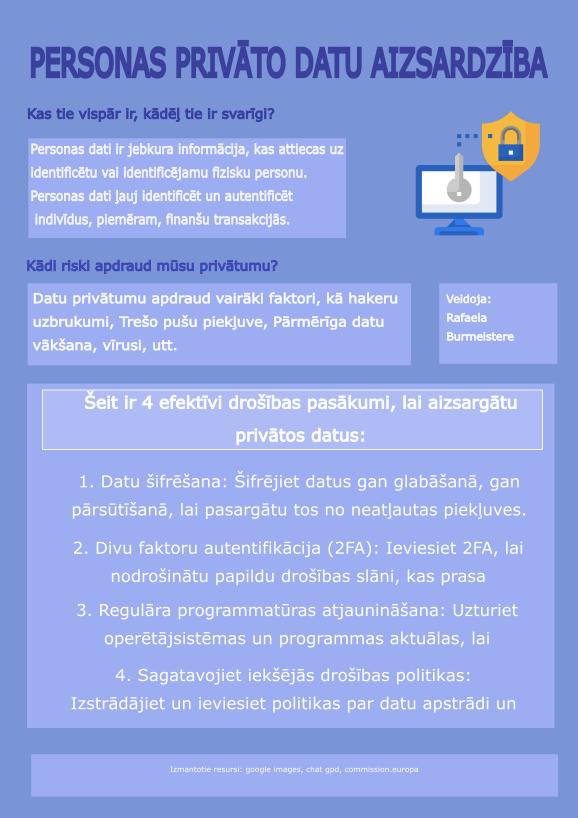 PERSONAS PRIVĀTO DATU AIZSARDZĪBA
Kas tie vispār ir, kādēļ tie ir svarīgi?
Personas dati ir jebkura informācija, kas attiecas uz
identificētu vai identificējamu fizisku personu.
Personas dati ļauj identificēt un autentificēt
indivīdus, piemēram, finanšu transakcijās.
Kādi riski apdraud mūsu privātumu?
Datu privātumu apdraud vairāki faktori, kā hakeru
uzbrukumi, Trešo pušu piekļuve, Pārmērīga datu
vākšana, vīrusi, utt.
Veidoja:
Rafaela
Burmeistere
Šeit ir 4 efektīvi drošības pasākumi, lai aizsargātu
privātos datus:
1. Datu šifrēšana: Šifrējiet datus gan glabāšanā, gan
pārsūtīšanā, lai pasargātu tos no neatļautas piekļuves.
2. Divu faktoru autentifikācija (2FA): Ieviesiet 2FA, lai
nodrošinātu papildu drošības slāni, kas prasa
3. Regulāra programmatūras atjaunināšana: Uzturiet
operētājsistēmas un programmas aktuālas, lai
4. Sagatavojiet iekšējās drošības politikas:
Izstrādājiet un ieviesiet politikas par datu apstrādi un
Izmantotie resursi: google images, chat gpd, commission.europa